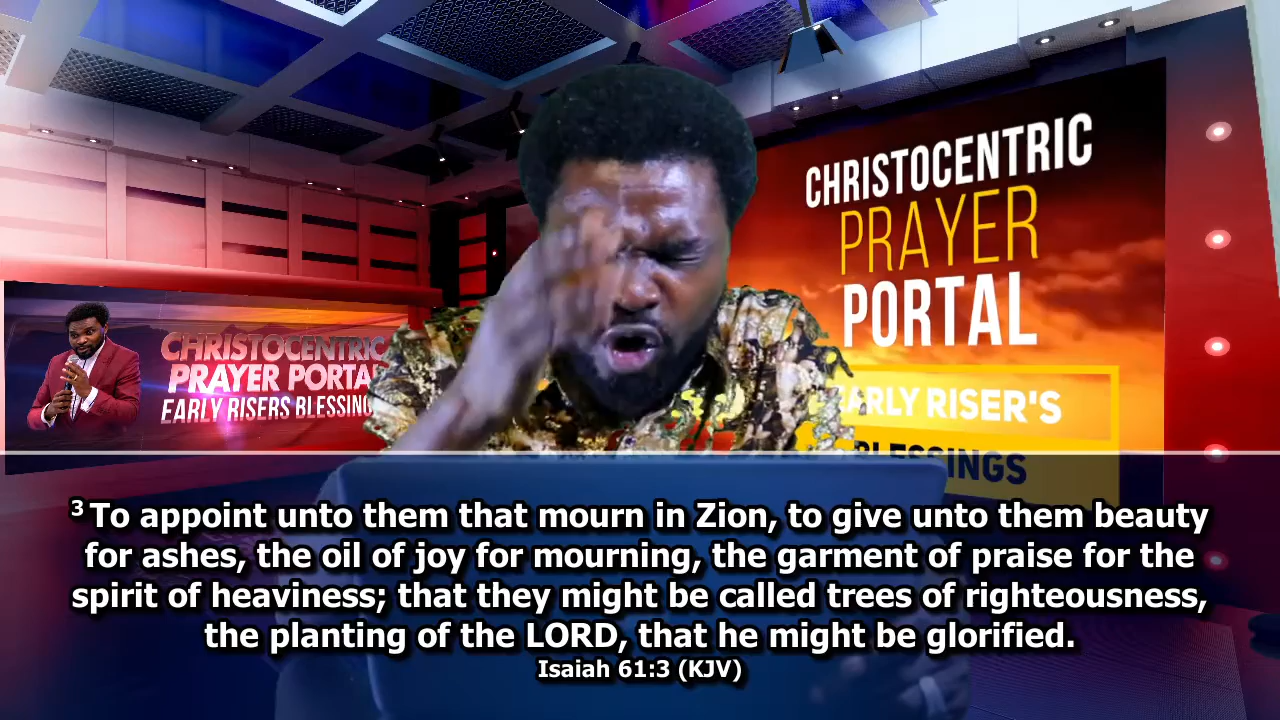 CHRISTOCENTRIC
PRAYER
PORTAL
EARLY RISER'S
BLESSINGS
CHRISTOCENTRIC
PRAYER PORTAL
EARLY RISERS BLESSING
3 To appoint unto them that mourn in Zion, to give unto them beauty
for ashes, the oil of joy for mourning, the garment of praise for the
spirit of heaviness; that they might be called trees of righteousness,
the planting of the LORD, that he might be glorified.
Isaiah 61:3 (KJV)